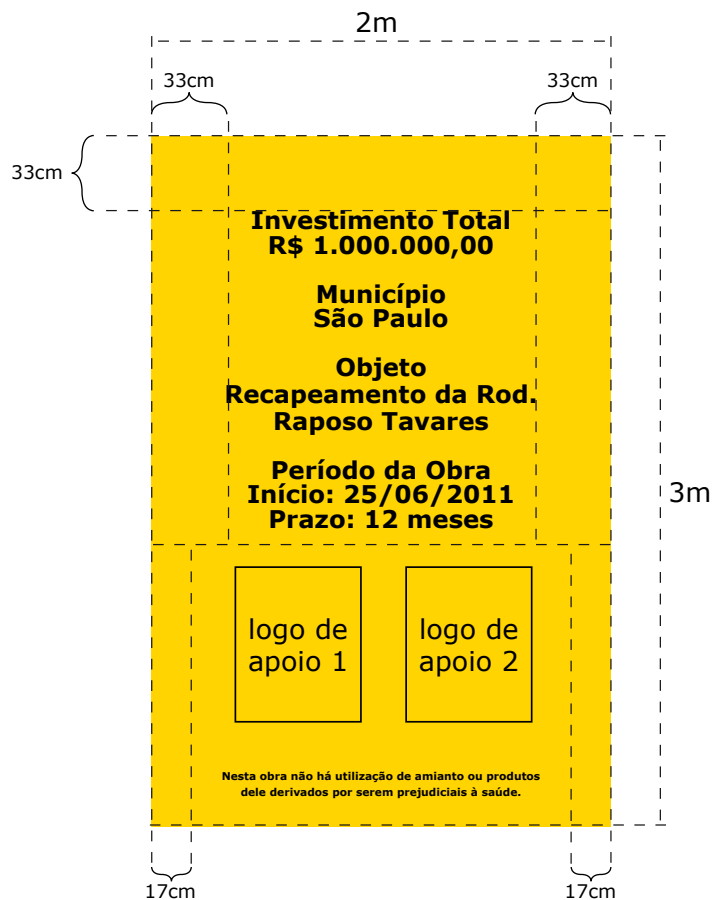 2m
33cm
33cm
33cm
Investimento Total
R$ 1.000.000,00
Município
São Paulo
Objeto
Recapeamento da Rod.
Raposo Tavares
Período da Obra
Início: 25/06/2011
Prazo: 12 meses
3m
logo de
apoio 1
logo de
apoio 2
Nesta obra não há utilização de amianto ou produtos
dele derivados por serem prejudiciais à saúde.
17cm
17cm